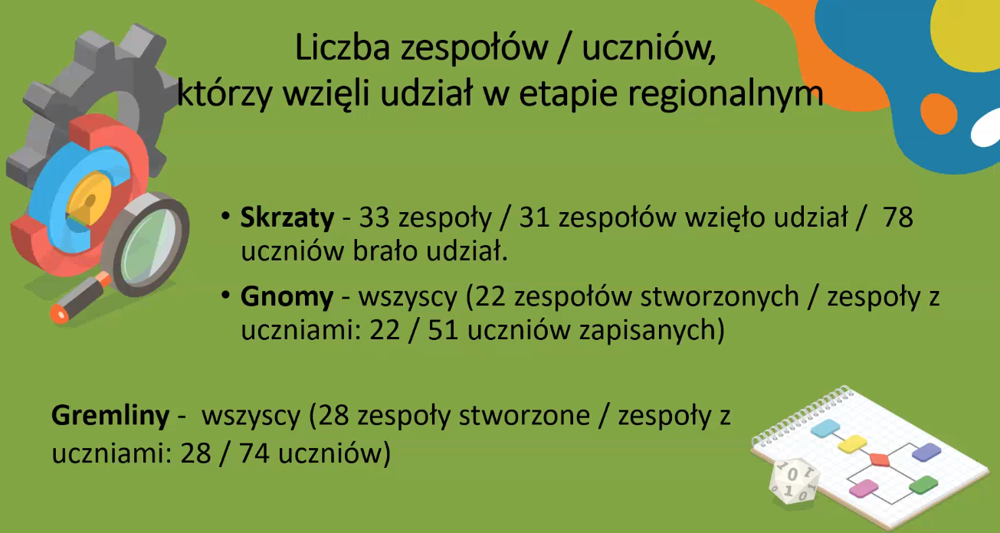 Liczba zespołów / uczniów,
którzy wzięli udział w etapie regionalnym
• Skrzaty - 33 zespoły / 31 zespołów wzięło udział / 78
uczniów brało udział.
• Gnomy - wszyscy (22 zespołów stworzonych / zespoły z
uczniami: 22 / 51 uczniów zapisanych)
Gremliny - wszyscy (28 zespoły stworzone / zespoły z
uczniami: 28 / 74 uczniów)